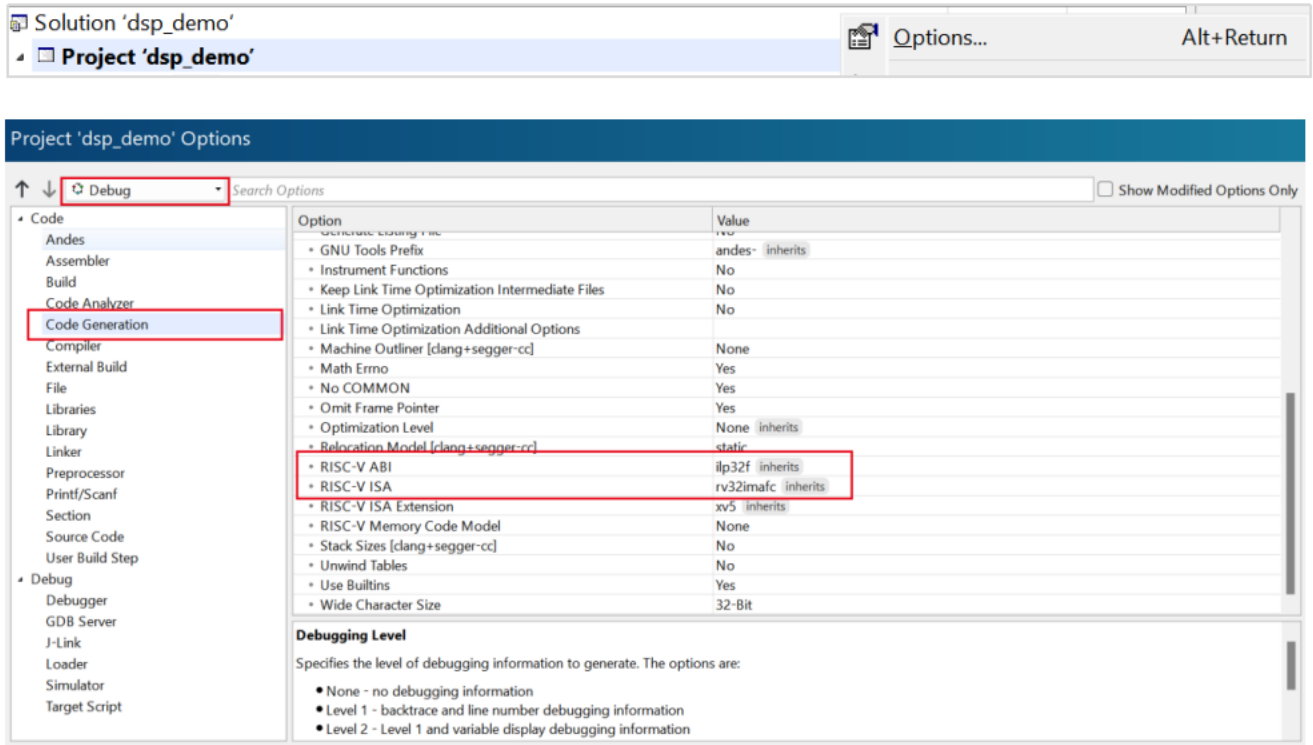 Solution 'dsp_demo'
Project 'dsp_demo'
Options... Alt+Return
Project 'dsp_demo' Options
Debug
Search Options
Show Modified Options Only
Code
Andes
Assembler
Build
Code Analyzer
Code Generation
Compiler
External Build
File
Libraries
Library
Linker
Preprocessor
Printf/Scanf
Section
Source Code
User Build Step
Debug
Debugger
GDB Server
J-Link
Loader
Simulator
Target Script
Option Value
Generate Listing File No
GNU Tools Prefix andes- inherits
Instrument Functions No
Keep Link Time Optimization Intermediate Files No
Link Time Optimization No
Link Time Optimization Additional Options
Machine Outliner [clang+segger-cc] None
Math Errno Yes
No COMMON Yes
Omit Frame Pointer Yes
Optimization Level None inherits
Relocation Model [clang+segger-cc] static
RISC-V ABI ilp32f inherits
RISC-V ISA rv32imafc inherits
RISC-V ISA Extension xv5 inherits
RISC-V Memory Code Model None
Stack Sizes [clang+segger-cc] No
Unwind Tables No
Use Builtins Yes
Wide Character Size 32-Bit
Debugging Level
Specifies the level of debugging information to generate. The options are:
● None - no debugging information
● Level 1 - backtrace and line number debugging information
● Level 2 - Level 1 and variable display debugging information